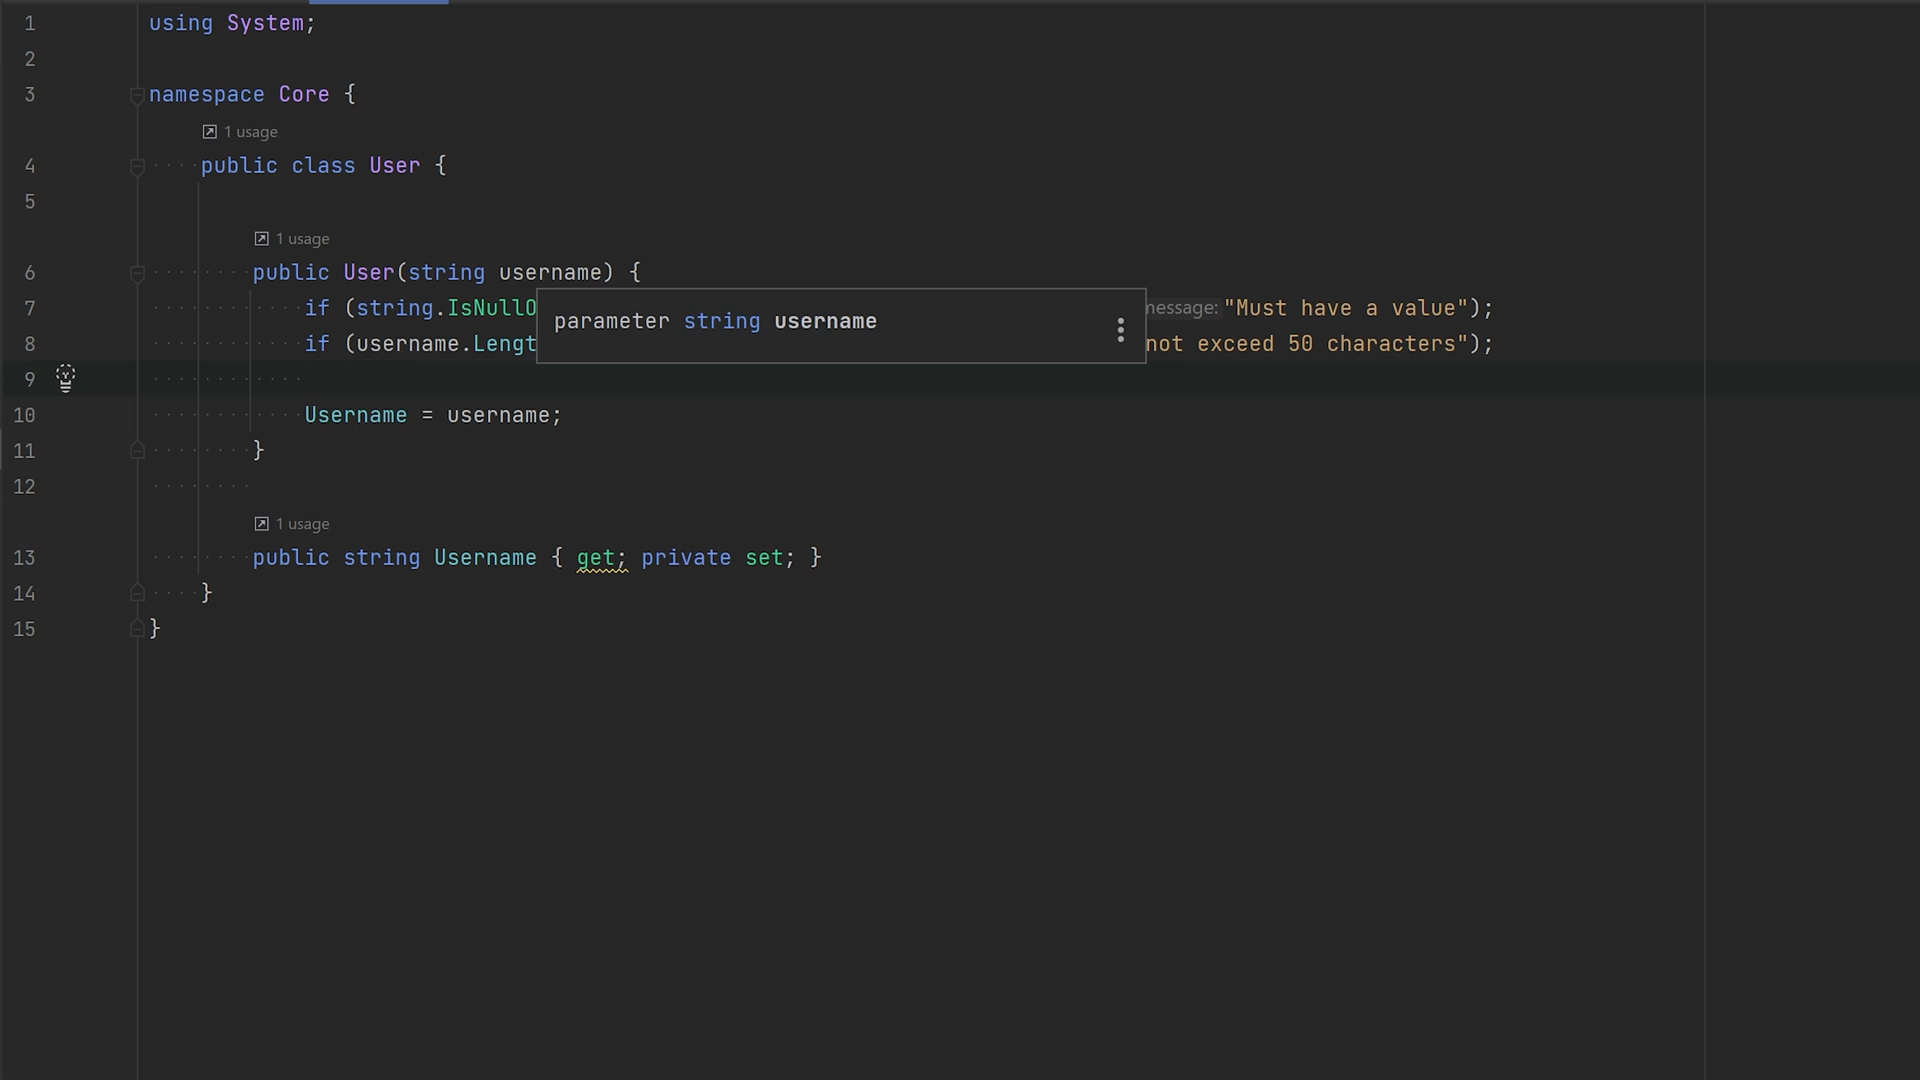 1 using System;
2
3 namespace Core {
1 usage
4 public class User {
5
1 usage
6 public User(string username) {
7 if (string.IsNullO message: "Must have a value");
parameter string username
8 if (username.Lengt not exceed 50 characters");
9
10 Username = username;
11 }
12
1 usage
13 public string Username { get; private set; }
14 }
15 }